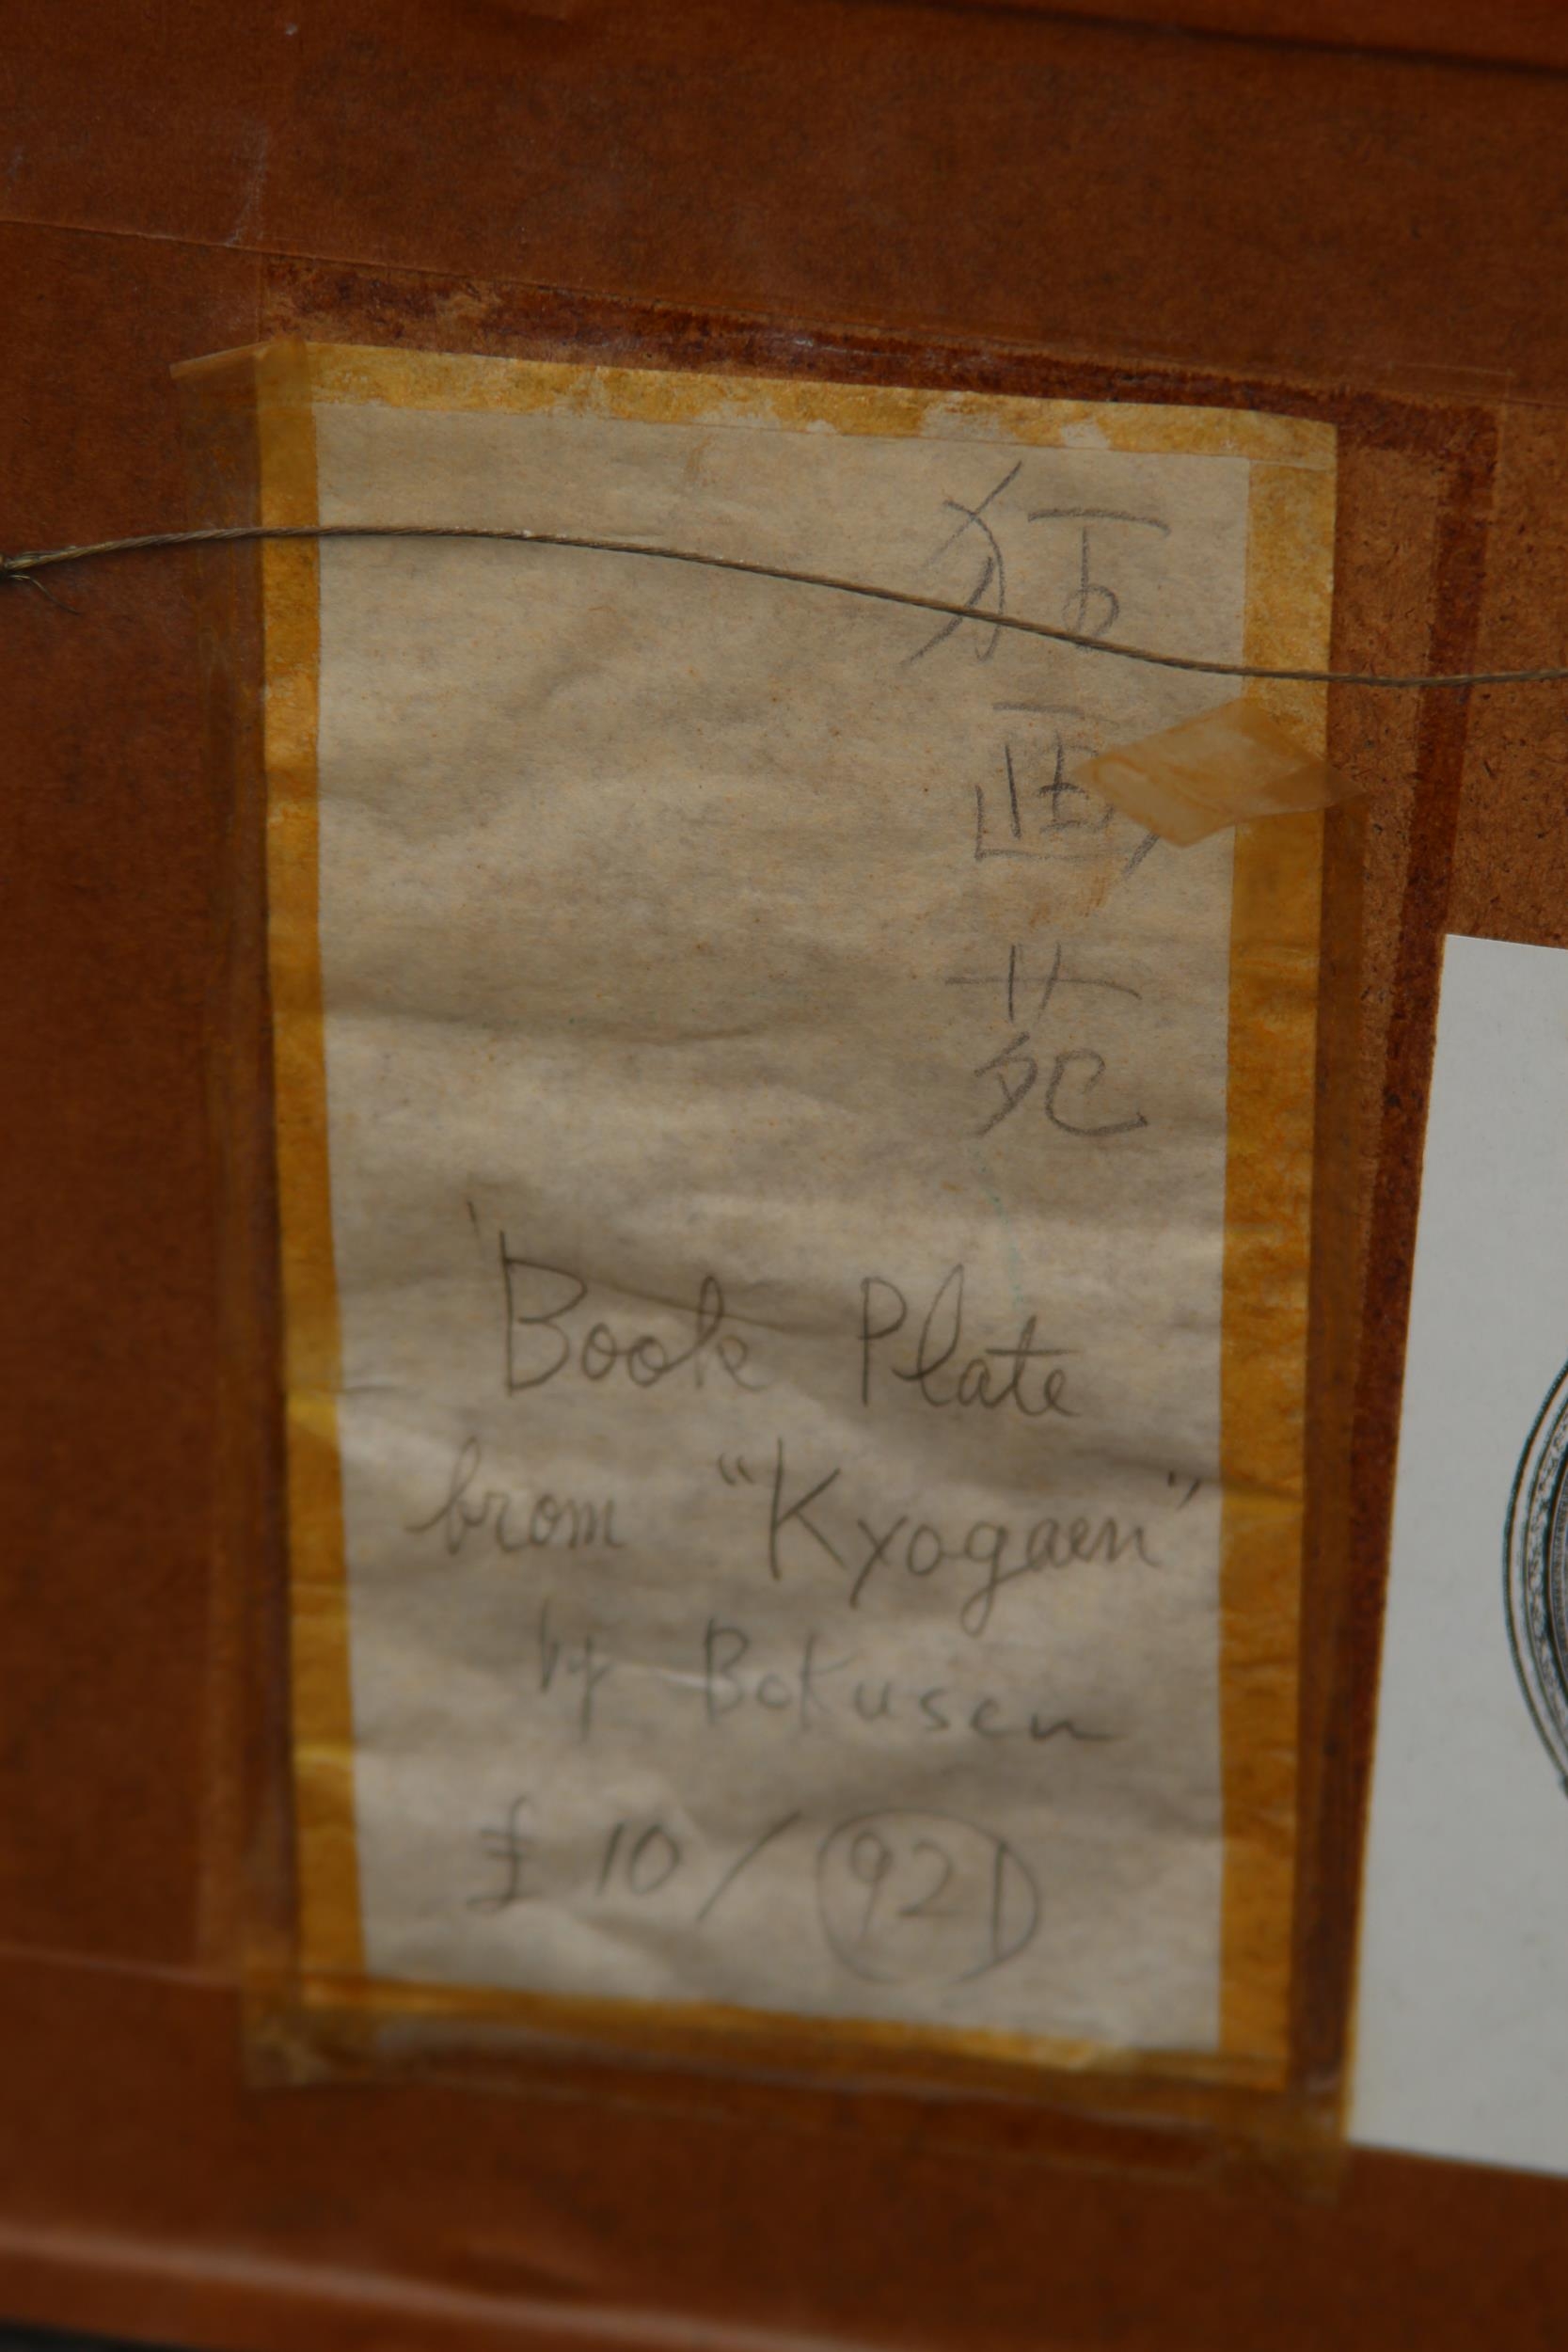 狂画苑
Book Plate
from "Kyogaen"
by Bokusen
£ 10/ 92D